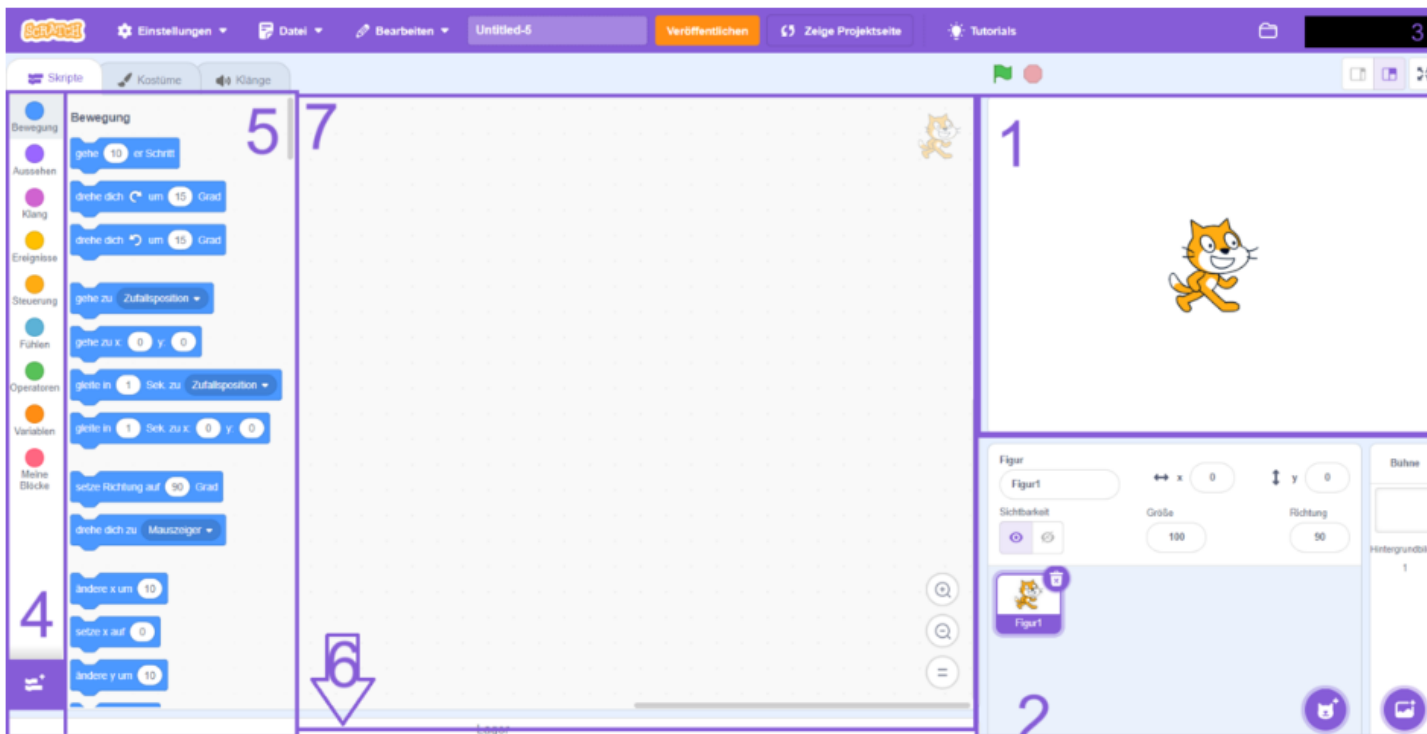 SCRATCH Einstellungen Datei Bearbeiten Untitled-5 Veröffentlichen Zeige Projektseite Tutorials 3
Skripte Kostüme Klänge
Bewegung
Aussehen
Klang
Ereignisse
Steuerung
Fühlen
Operatoren
Variablen
Meine
Blöcke
4
Bewegung 5
gehe 10 er Schritt
drehe dich um 15 Grad
drehe dich um 15 Grad
gehe zu Zufallsposition
gehe zu x: 0 y: 0
gleite in 1 Sek. zu Zufallsposition
gleite in 1 Sek. zu x: 0 y: 0
setze Richtung auf 90 Grad
drehe dich zu Mauszeiger
ändere x um 10
setze x auf 0
ändere y um 10
7
6
Lager
1
Figur
Figur1 x 0 y 0
Sichtbarkeit Größe Richtung
100 90
Figur1
2
Bühne
Hintergrundbil
1